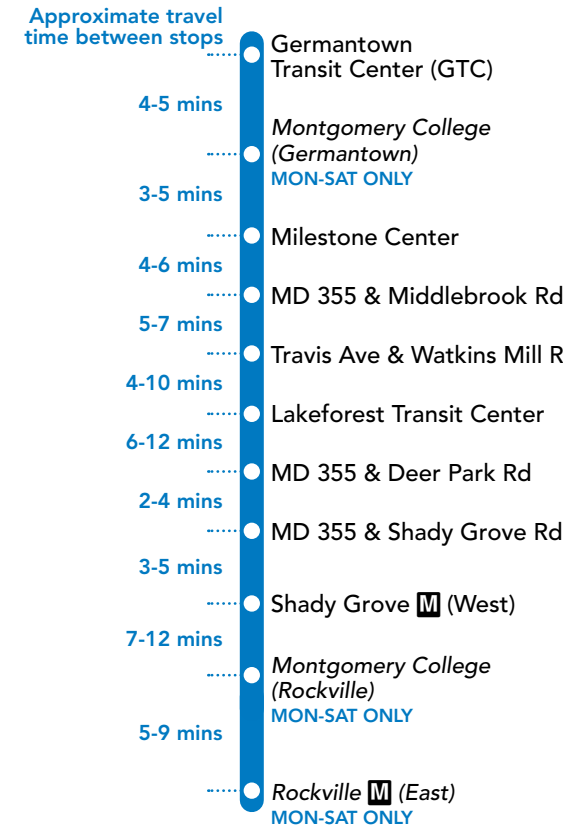 Approximate travel
time between stops
Germantown
Transit Center (GTC)
4-5 mins
Montgomery College
(Germantown)
MON-SAT ONLY
3-5 mins
Milestone Center
4-6 mins
MD 355 & Middlebrook Rd
5-7 mins
Travis Ave & Watkins Mill R
4-10 mins
Lakeforest Transit Center
6-12 mins
MD 355 & Deer Park Rd
2-4 mins
MD 355 & Shady Grove Rd
3-5 mins
Shady Grove M (West)
7-12 mins
Montgomery College
(Rockville)
MON-SAT ONLY
5-9 mins
Rockville M (East)
MON-SAT ONLY